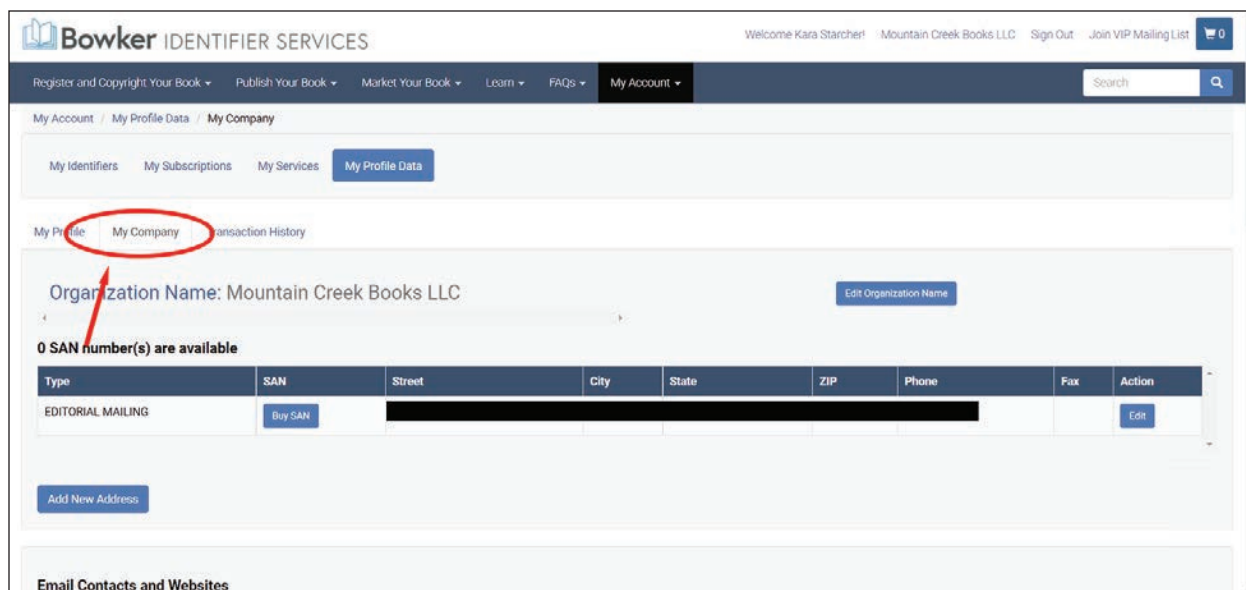 Bowker IDENTIFIER SERVICES
Welcome Kara Starcher! Mountain Creek Books LLC Sign Out Join VIP Mailing List 0
Register and Copyright Your Book Publish Your Book Market Your Book Learn FAQs My Account Search
My Account / My Profile Data / My Company
My Identifiers My Subscriptions My Services My Profile Data
My Profile My Company Transaction History
Organization Name: Mountain Creek Books LLC Edit Organization Name
0 SAN number(s) are available
Type SAN Street City State ZIP Phone Fax Action
EDITORIAL MAILING Buy SAN Edit
Add New Address
Email Contacts and Websites